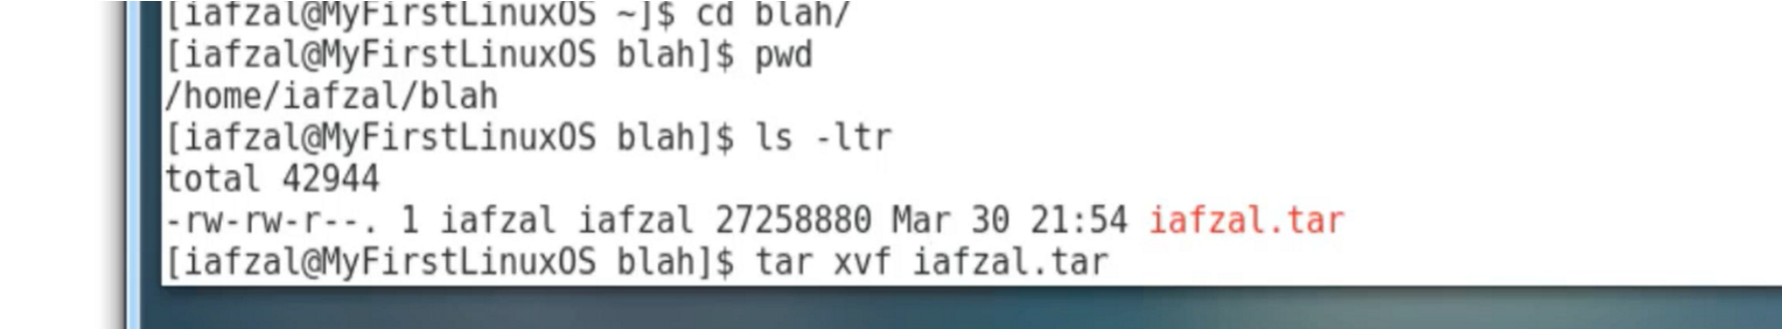 [iafzal@MyFirstLinuxOS ~]$ cd blah/
[iafzal@MyFirstLinuxOS blah]$ pwd
/home/iafzal/blah
[iafzal@MyFirstLinuxOS blah]$ ls -ltr
total 42944
-rw-rw-r--. 1 iafzal iafzal 27258880 Mar 30 21:54 iafzal.tar
[iafzal@MyFirstLinuxOS blah]$ tar xvf iafzal.tar